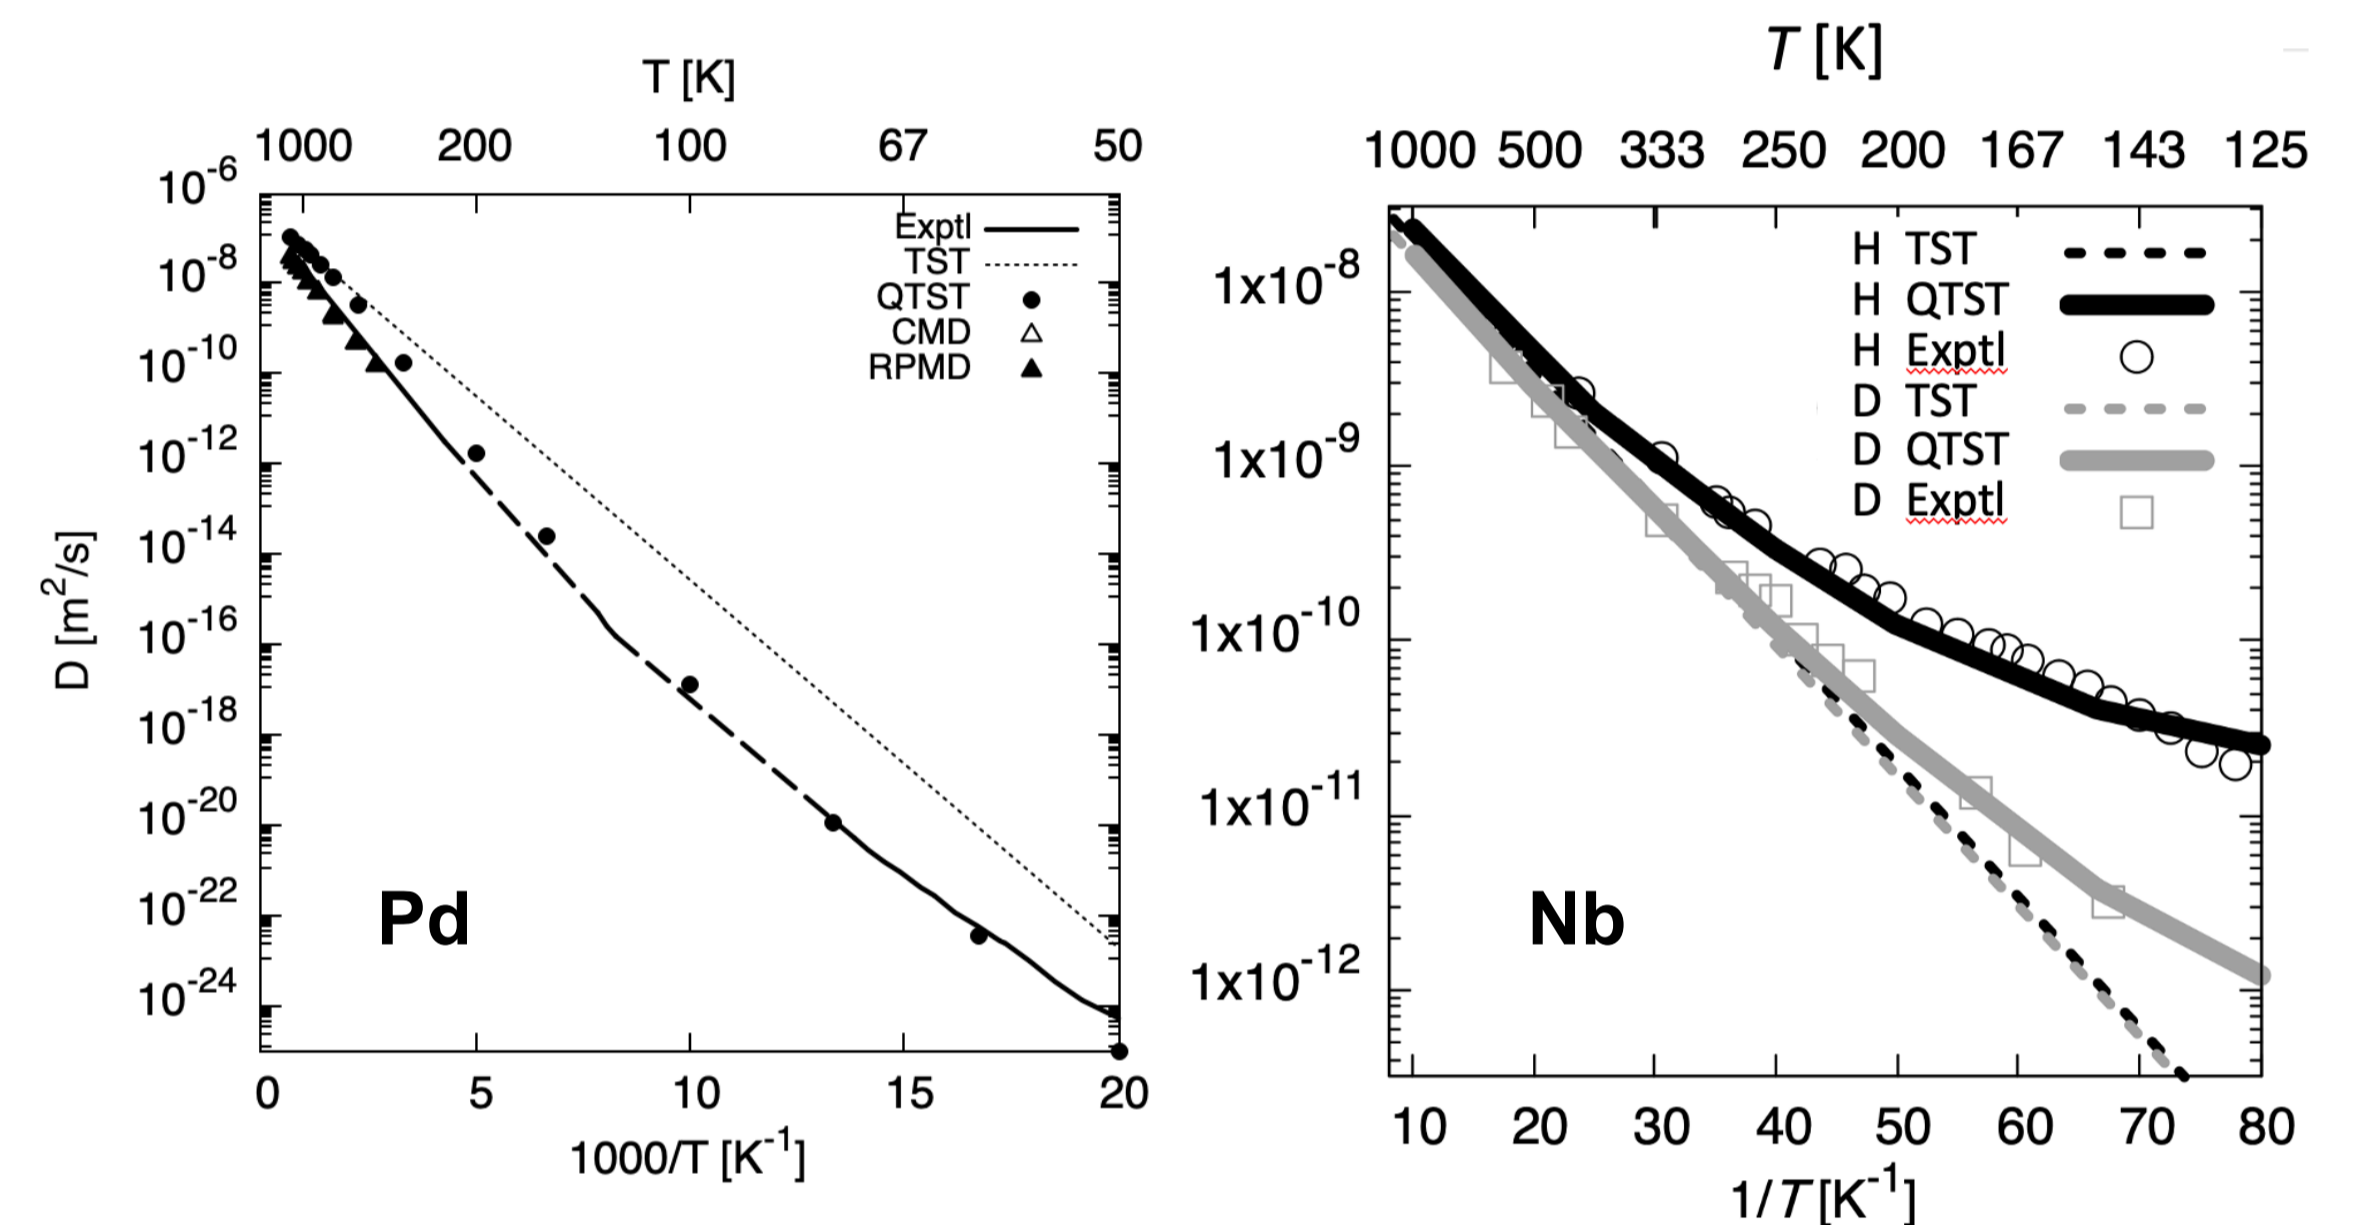 T [K]
1000 200 100 67 50
10-6
10-8
10-10
10-12
10-14
10-16
10-18
10-20
10-22
10-24
D [m2/s]
Exptl
TST
QTST
CMD
RPMD
Pd
0 5 10 15 20
1000/T [K-1]
T [K]
1000 500 333 250 200 167 143 125
1x10-8
1x10-9
1x10-10
1x10-11
1x10-12
H TST
H QTST
H Exptl
D TST
D QTST
D Exptl
Nb
10 20 30 40 50 60 70 80
1/T [K-1]